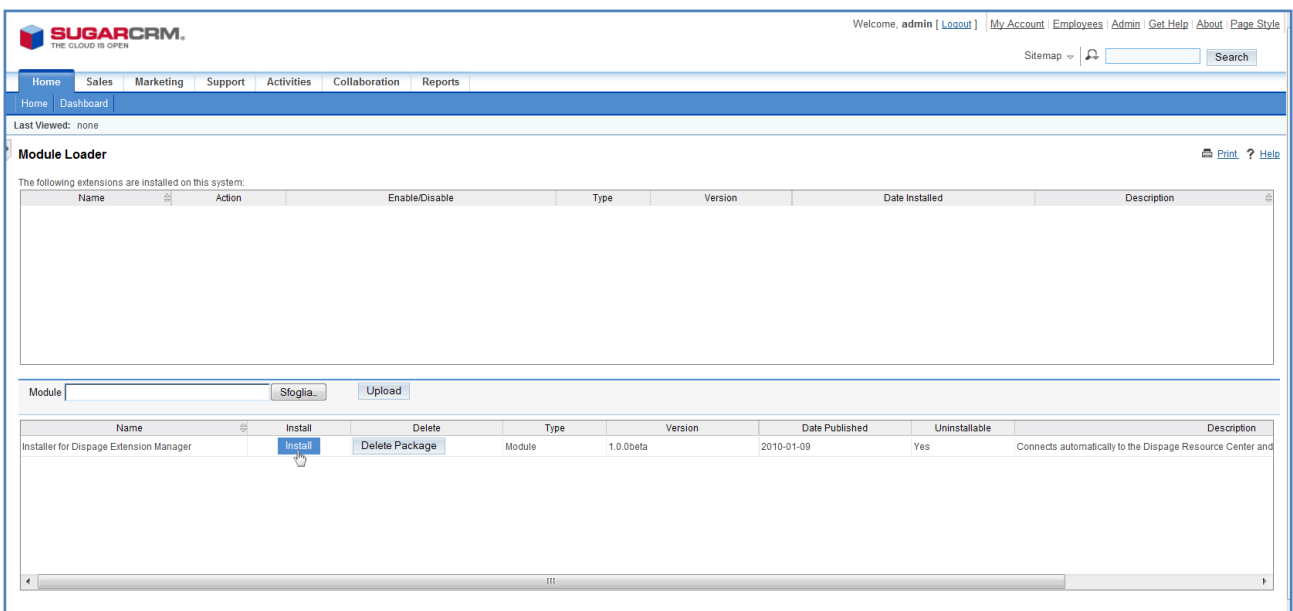 Welcome, admin [ Logout ] My Account Employees Admin Get Help About Page Style
SUGARCRM.
THE CLOUD IS OPEN
Sitemap Search
Home Sales Marketing Support Activities Collaboration Reports
Home Dashboard
Last Viewed: none
Module Loader Print ? Help
The following extensions are installed on this system:
Name Action Enable/Disable Type Version Date Installed Description
Module Sfoglia... Upload
Name Install Delete Type Version Date Published Uninstallable Description
Installer for Dispage Extension Manager Install Delete Package Module 1.0.0beta 2010-01-09 Yes Connects automatically to the Dispage Resource Center and